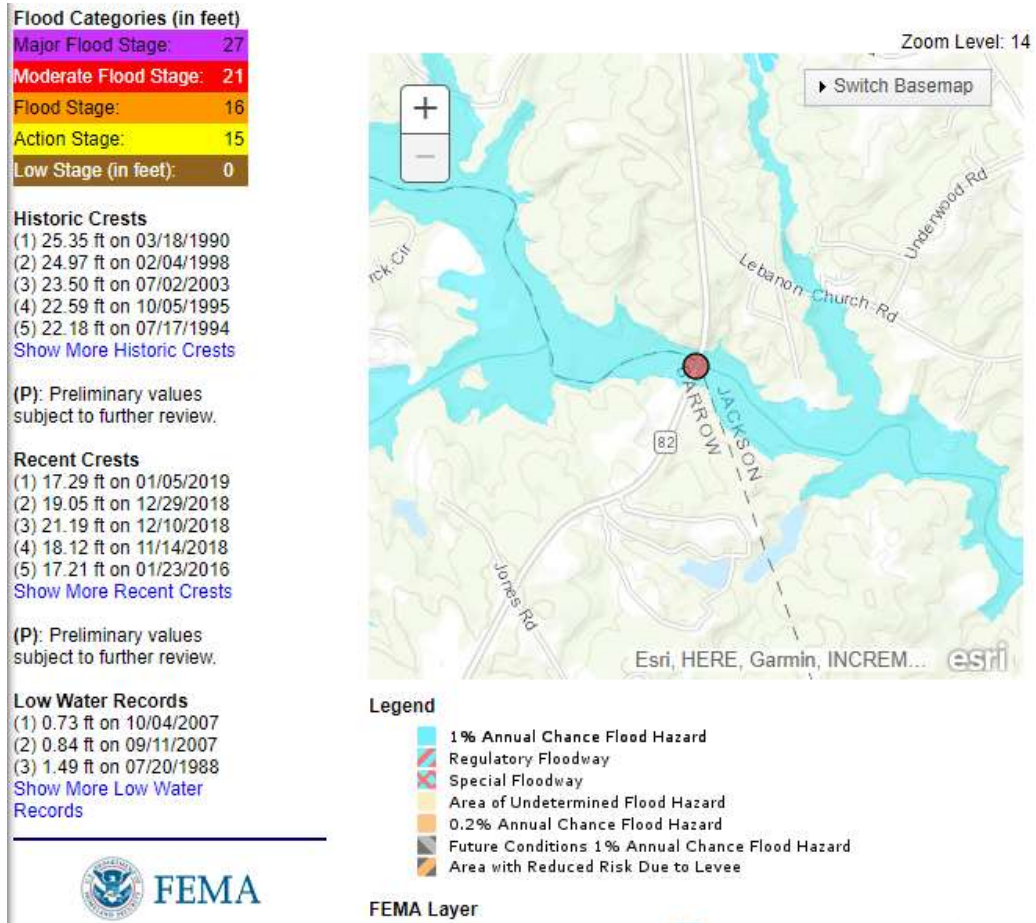 Flood Categories (in feet)
Major Flood Stage: 27
Moderate Flood Stage: 21
Flood Stage: 16
Action Stage: 15
Low Stage (in feet): 0
Historic Crests
(1) 25.35 ft on 03/18/1990
(2) 24.97 ft on 02/04/1998
(3) 23.50 ft on 07/02/2003
(4) 22.59 ft on 10/05/1995
(5) 22.18 ft on 07/17/1994
Show More Historic Crests
(P): Preliminary values
subject to further review.
Recent Crests
(1) 17.29 ft on 01/05/2019
(2) 19.05 ft on 12/29/2018
(3) 21.19 ft on 12/10/2018
(4) 18.12 ft on 11/14/2018
(5) 17.21 ft on 01/23/2016
Show More Recent Crests
(P): Preliminary values
subject to further review.
Low Water Records
(1) 0.73 ft on 10/04/2007
(2) 0.84 ft on 09/11/2007
(3) 1.49 ft on 07/20/1988
Show More Low Water
Records
FEMA
Zoom Level: 14
+
−
Switch Basemap
Underwood Rd
rck-Cir
Lebanon-Church-Rd
JACKSON
82
Jones Rd
Esri, HERE, Garmin, INCREM...
esri
Legend
1% Annual Chance Flood Hazard
Regulatory Floodway
Special Floodway
Area of Undetermined Flood Hazard
0.2% Annual Chance Flood Hazard
Future Conditions 1% Annual Chance Flood Hazard
Area with Reduced Risk Due to Levee
FEMA Layer